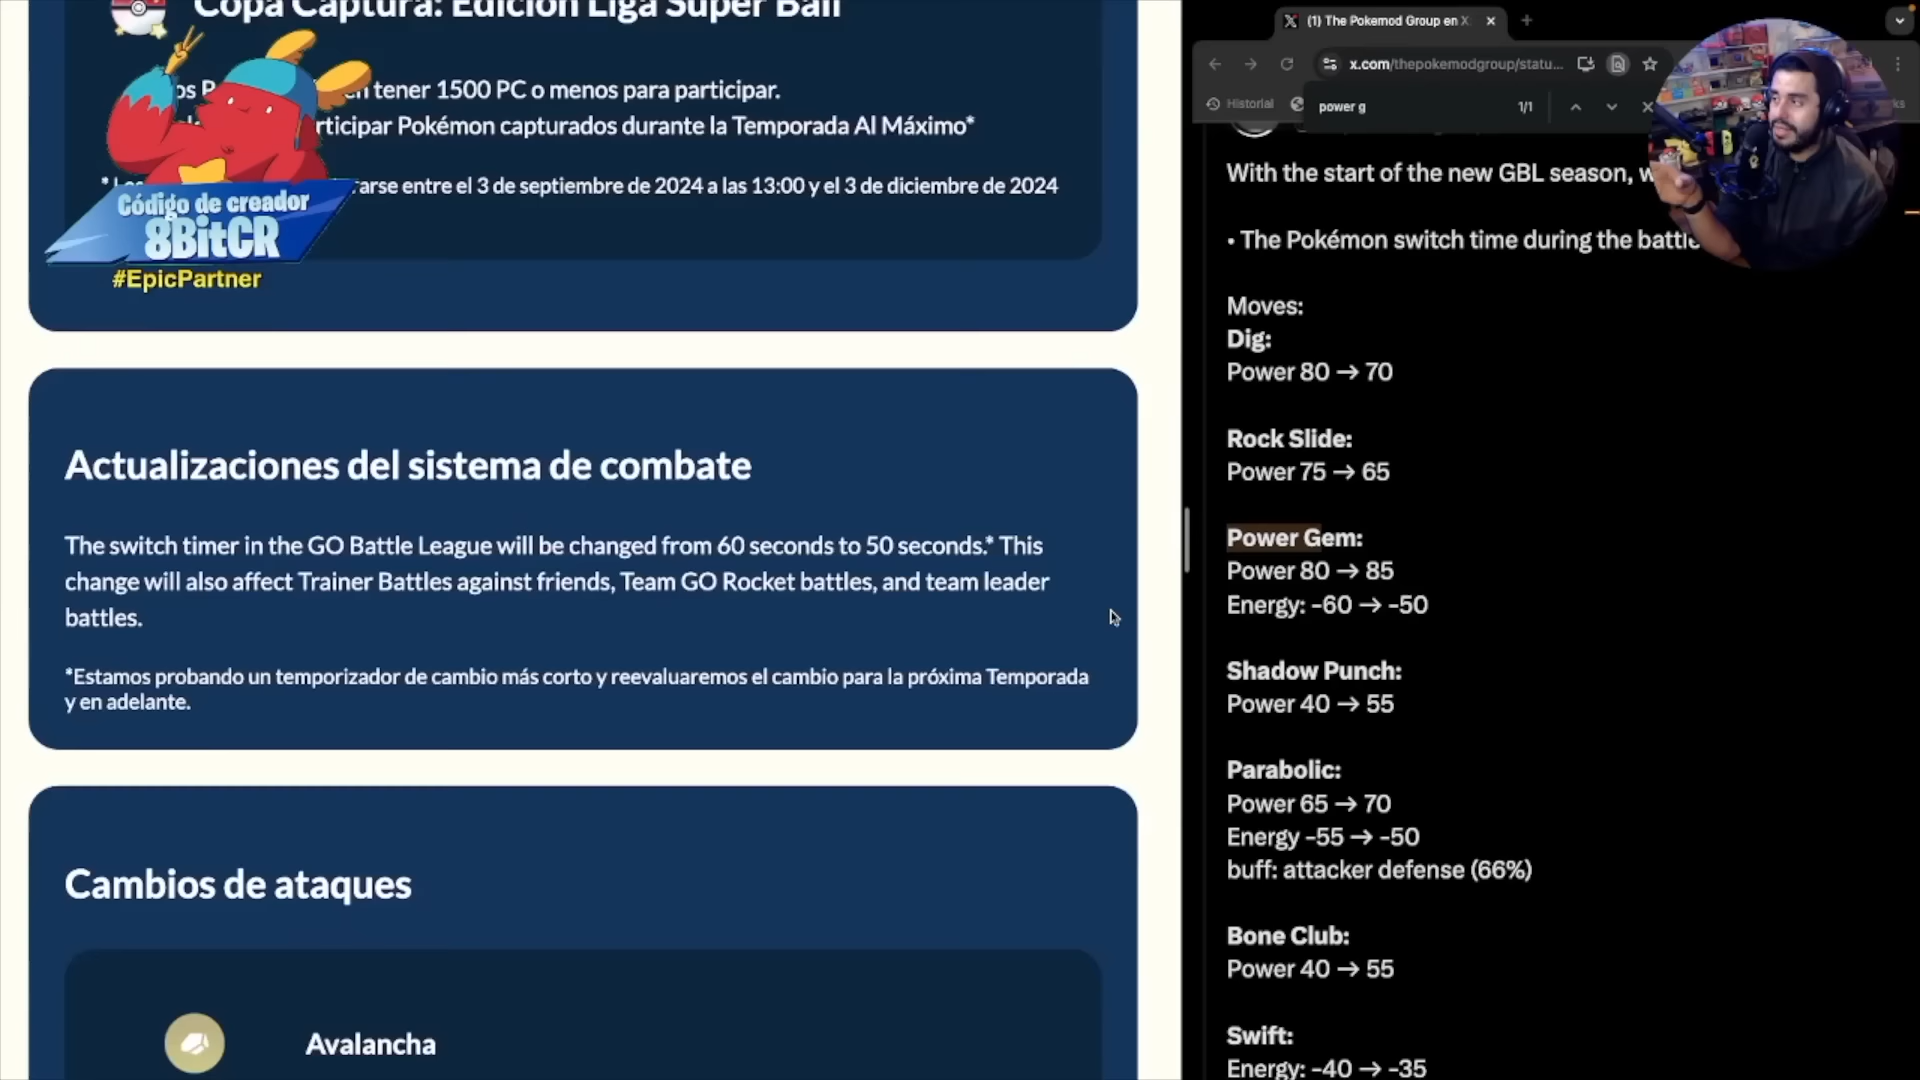 Copa Captura: Edición Liga Super Ball
tener 1500 PC o menos para participar.
rticipar Pokémon capturados durante la Temporada Al Máximo*
rarse entre el 3 de septiembre de 2024 a las 13:00 y el 3 de diciembre de 2024
Código de creador
8BitCR
#EpicPartner
Actualizaciones del sistema de combate
The switch timer in the GO Battle League will be changed from 60 seconds to 50 seconds.* This
change will also affect Trainer Battles against friends, Team GO Rocket battles, and team leader
battles.
*Estamos probando un temporizador de cambio más corto y reevaluaremos el cambio para la próxima Temporada
y en adelante.
Cambios de ataques
Avalancha
(1) The Pokemod Group en X
x.com/thepokemodgroup/statu...
Historial
power g
1/1
With the start of the new GBL season, w
• The Pokémon switch time during the battle
Moves:
Dig:
Power 80 → 70
Rock Slide:
Power 75 → 65
Power Gem:
Power 80 → 85
Energy: -60 → -50
Shadow Punch:
Power 40 → 55
Parabolic:
Power 65 → 70
Energy -55 → -50
buff: attacker defense (66%)
Bone Club:
Power 40 → 55
Swift:
Energy: -40 → -35